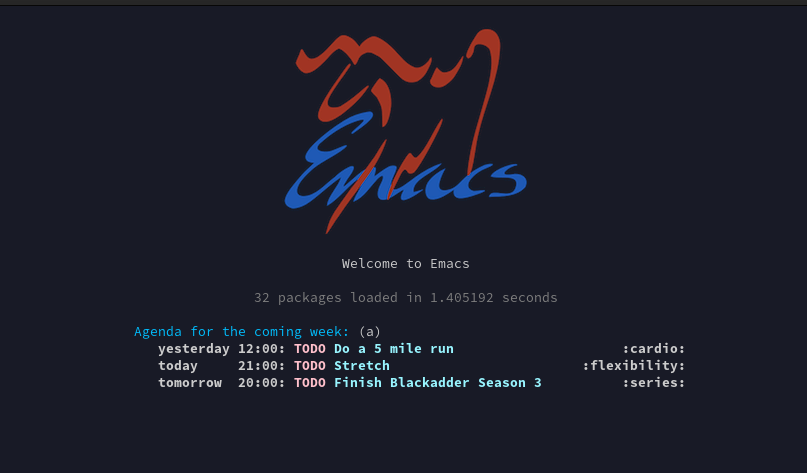 Emacs
Welcome to Emacs
32 packages loaded in 1.405192 seconds
Agenda for the coming week: (a)
yesterday 12:00: TODO Do a 5 mile run :cardio:
today 21:00: TODO Stretch :flexibility:
tomorrow 20:00: TODO Finish Blackadder Season 3 :series: